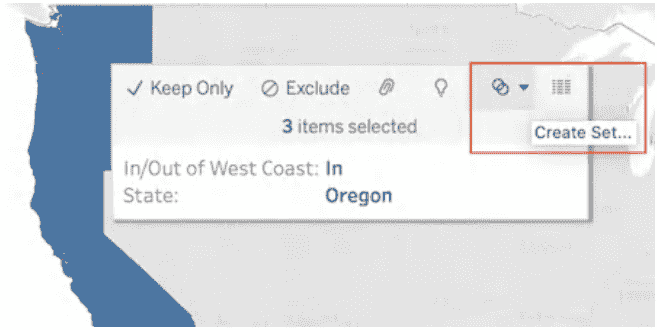 Keep Only Exclude
3 items selected
Create Set...
In/Out of West Coast: In
State: Oregon